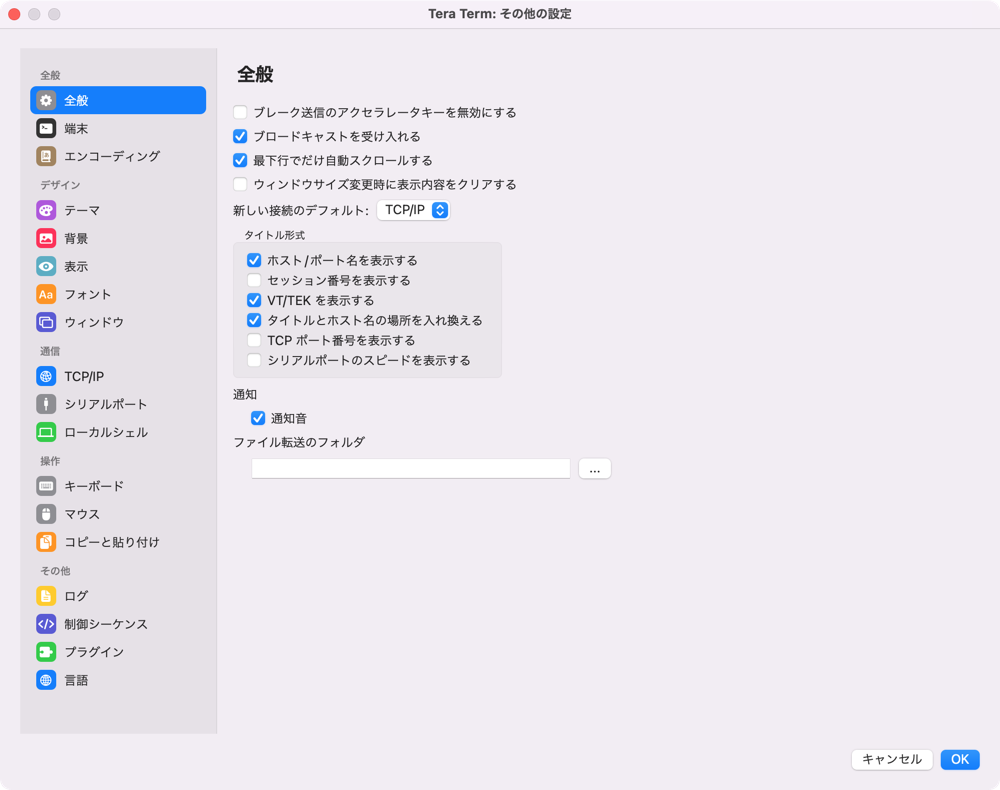 Tera Term: その他の設定
全般
全般
端末
エンコーディング
デザイン
テーマ
背景
表示
Aa フォント
ウィンドウ
通信
TCP/IP
シリアルポート
ローカルシェル
操作
キーボード
マウス
コピーと貼り付け
その他
ログ
</> 制御シーケンス
プラグイン
言語
全般
ブレーク送信のアクセラレータキーを無効にする
ブロードキャストを受け入れる
最下行でだけ自動スクロールする
ウィンドウサイズ変更時に表示内容をクリアする
新しい接続のデフォルト: TCP/IP
タイトル形式
ホスト/ポート名を表示する
セッション番号を表示する
VT/TEK を表示する
タイトルとホスト名の場所を入れ換える
TCP ポート番号を表示する
シリアルポートのスピードを表示する
通知
通知音
ファイル転送のフォルダ
...
キャンセル OK